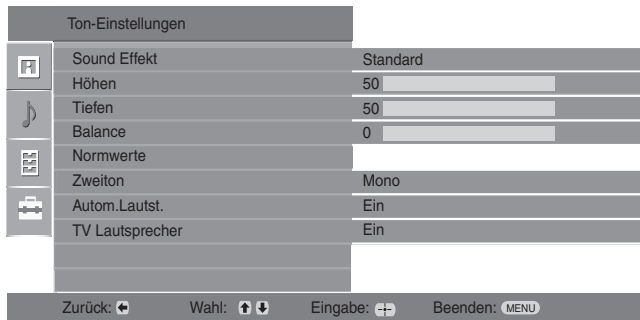 Ton-Einstellungen
Sound Effekt Standard
Höhen 50
Tiefen 50
Balance 0
Normwerte
Zweiton Mono
Autom.Lautst. Ein
TV Lautsprecher Ein
Zurück: Wahl: Eingabe: Beenden: MENU